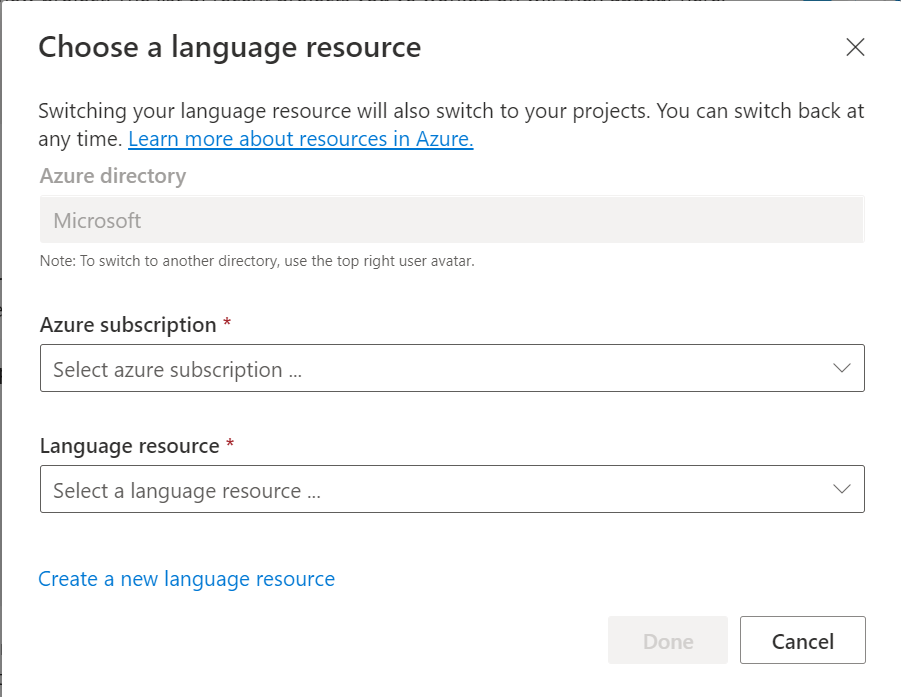 Choose a language resource
Switching your language resource will also switch to your projects. You can switch back at
any time. Learn more about resources in Azure.
Azure directory
Microsoft
Note: To switch to another directory, use the top right user avatar.
Azure subscription *
Select azure subscription ...
Language resource *
Select a language resource ...
Create a new language resource
Done
Cancel